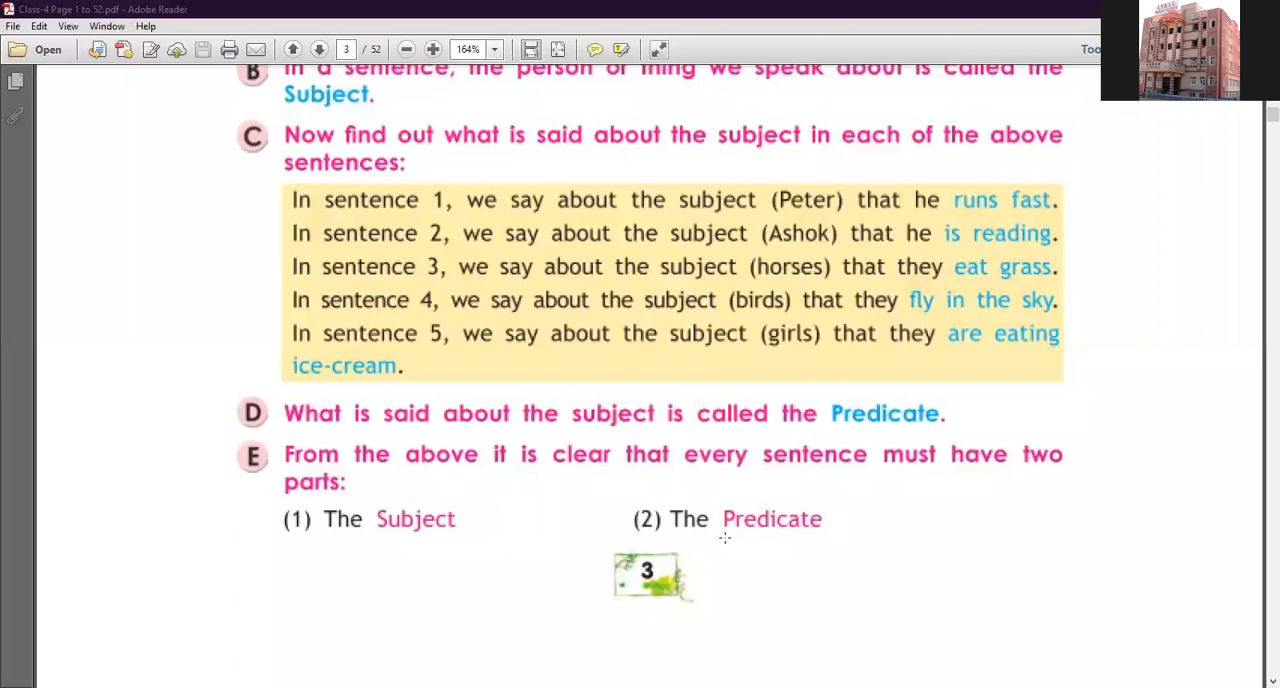 Class-4 Page 1 to 52.pdf - Adobe Reader
File Edit View Window Help
Open 3 / 52 164% Too
B In a sentence, the person or thing we speak about is called the
Subject.
C Now find out what is said about the subject in each of the above
sentences:
In sentence 1, we say about the subject (Peter) that he runs fast.
In sentence 2, we say about the subject (Ashok) that he is reading.
In sentence 3, we say about the subject (horses) that they eat grass.
In sentence 4, we say about the subject (birds) that they fly in the sky.
In sentence 5, we say about the subject (girls) that they are eating
ice-cream.
D What is said about the subject is called the Predicate.
E From the above it is clear that every sentence must have two
parts:
(1) The Subject (2) The Predicate
3